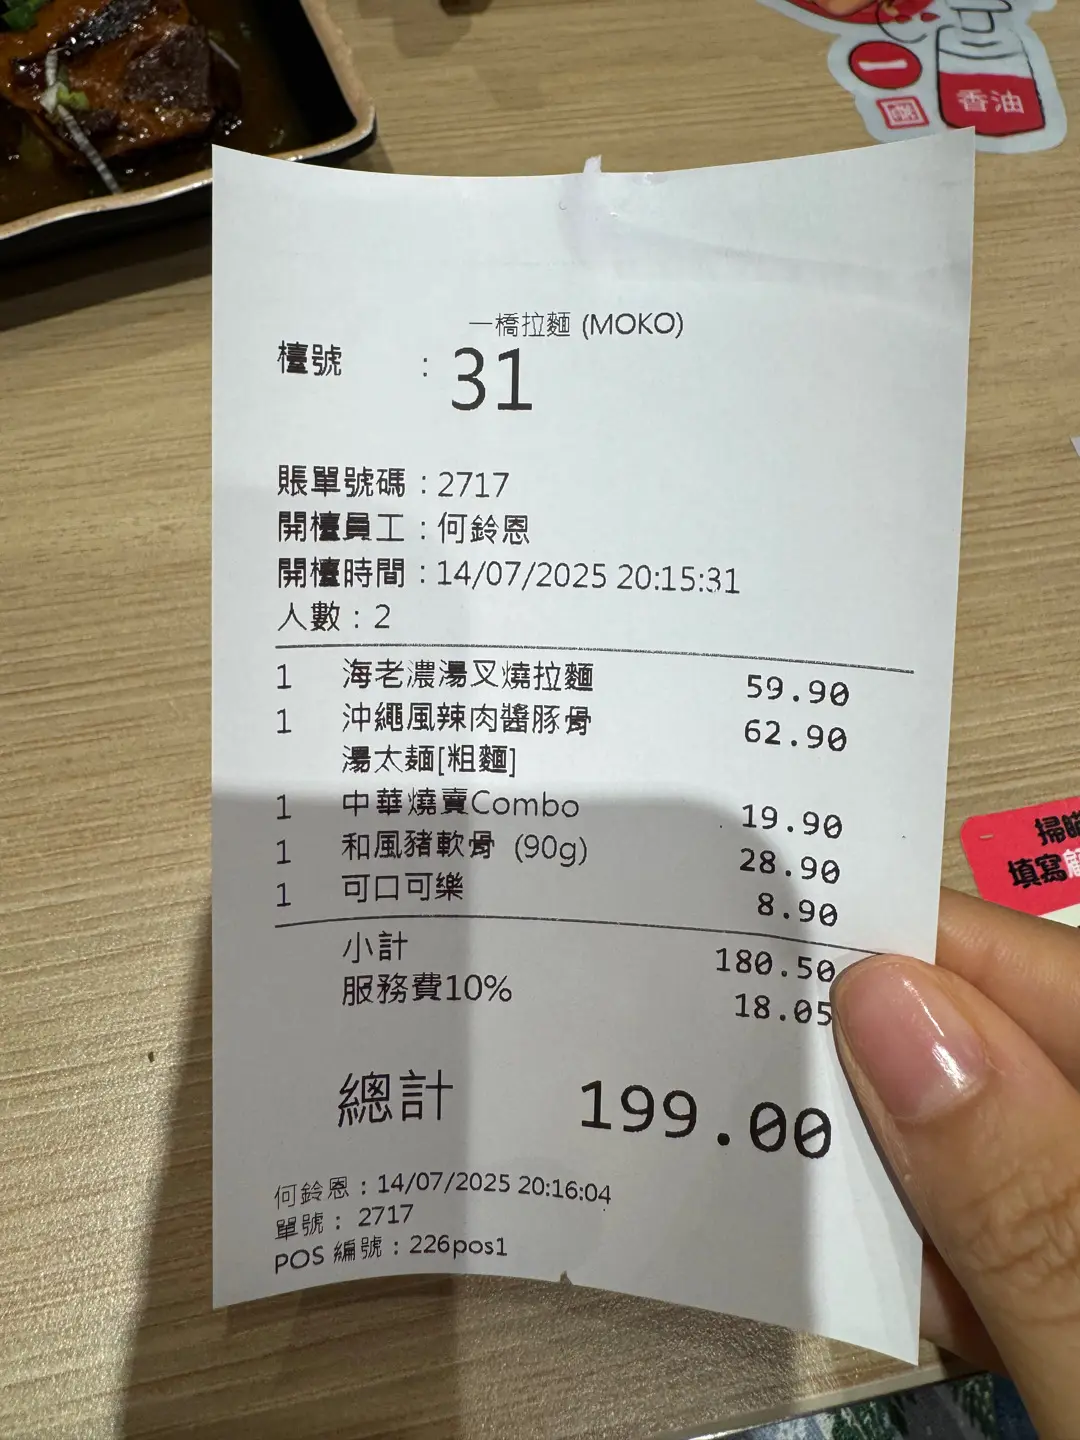 香油
一橋拉麵 (MOKO)
檯號 : 31
賬單號碼 : 2717
開檯員工 : 何鈴恩
開檯時間 : 14/07/2025 20:15:31
人數 : 2
1 海老濃湯叉燒拉麵 59.90
1 沖繩風辣肉醬豚骨 62.90
湯太麵[粗麵]
1 中華燒賣Combo 19.90
1 和風豬軟骨 (90g) 28.90
1 可口可樂 8.90
小計 180.50
服務費10% 18.05
總計 199.00
何鈴恩 : 14/07/2025 20:16:04
單號 : 2717
POS 編號 : 226pos1
掃
填寫